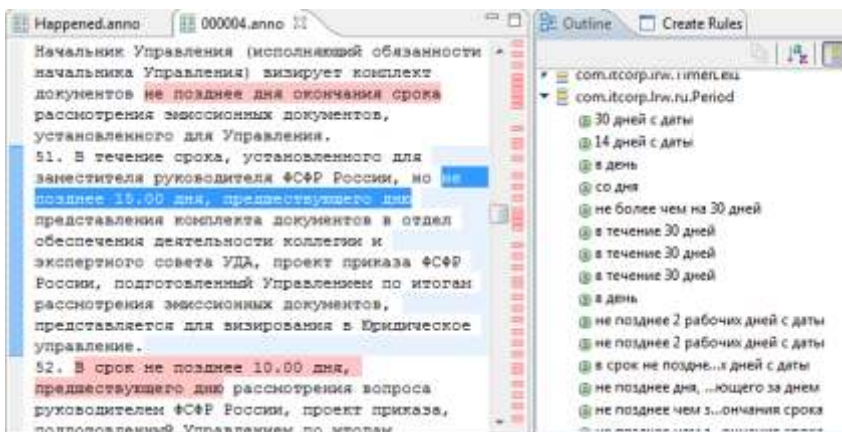 Happened.anno
000004.anno
Начальник Управления (исполняющий обязанности
начальника Управления) визирует комплект
документов не позднее дня окончания срока
рассмотрения эмиссионных документов,
установленного для Управления.
51. В течение срока, установленного для
заместителя руководителя ФСФР России, но не
позднее 15.00 дня, предшествующего дню
представления комплекта документов в отдел
обеспечения деятельности коллегии и
экспертного совета УДА, проект приказа ФСФР
России, подготовленный Управлением по итогам
рассмотрения эмиссионных документов,
представляется для визирования в Юридическое
управление.
52. В срок не позднее 10.00 дня,
предшествующего дню рассмотрения вопроса
руководителем ФСФР России, проект приказа,
подготовленный Управлением по итогам
Outline
Create Rules
com.itcorp.lrw.ru.Period
30 дней с даты
14 дней с даты
в день
со дня
не более чем на 30 дней
в течение 30 дней
в течение 30 дней
в течение 30 дней
в день
не позднее 2 рабочих дней с даты
не позднее 2 рабочих дней с даты
в срок не поздне...х дней с даты
не позднее дня, ...ющего за днем
не позднее чем з...ончания срока